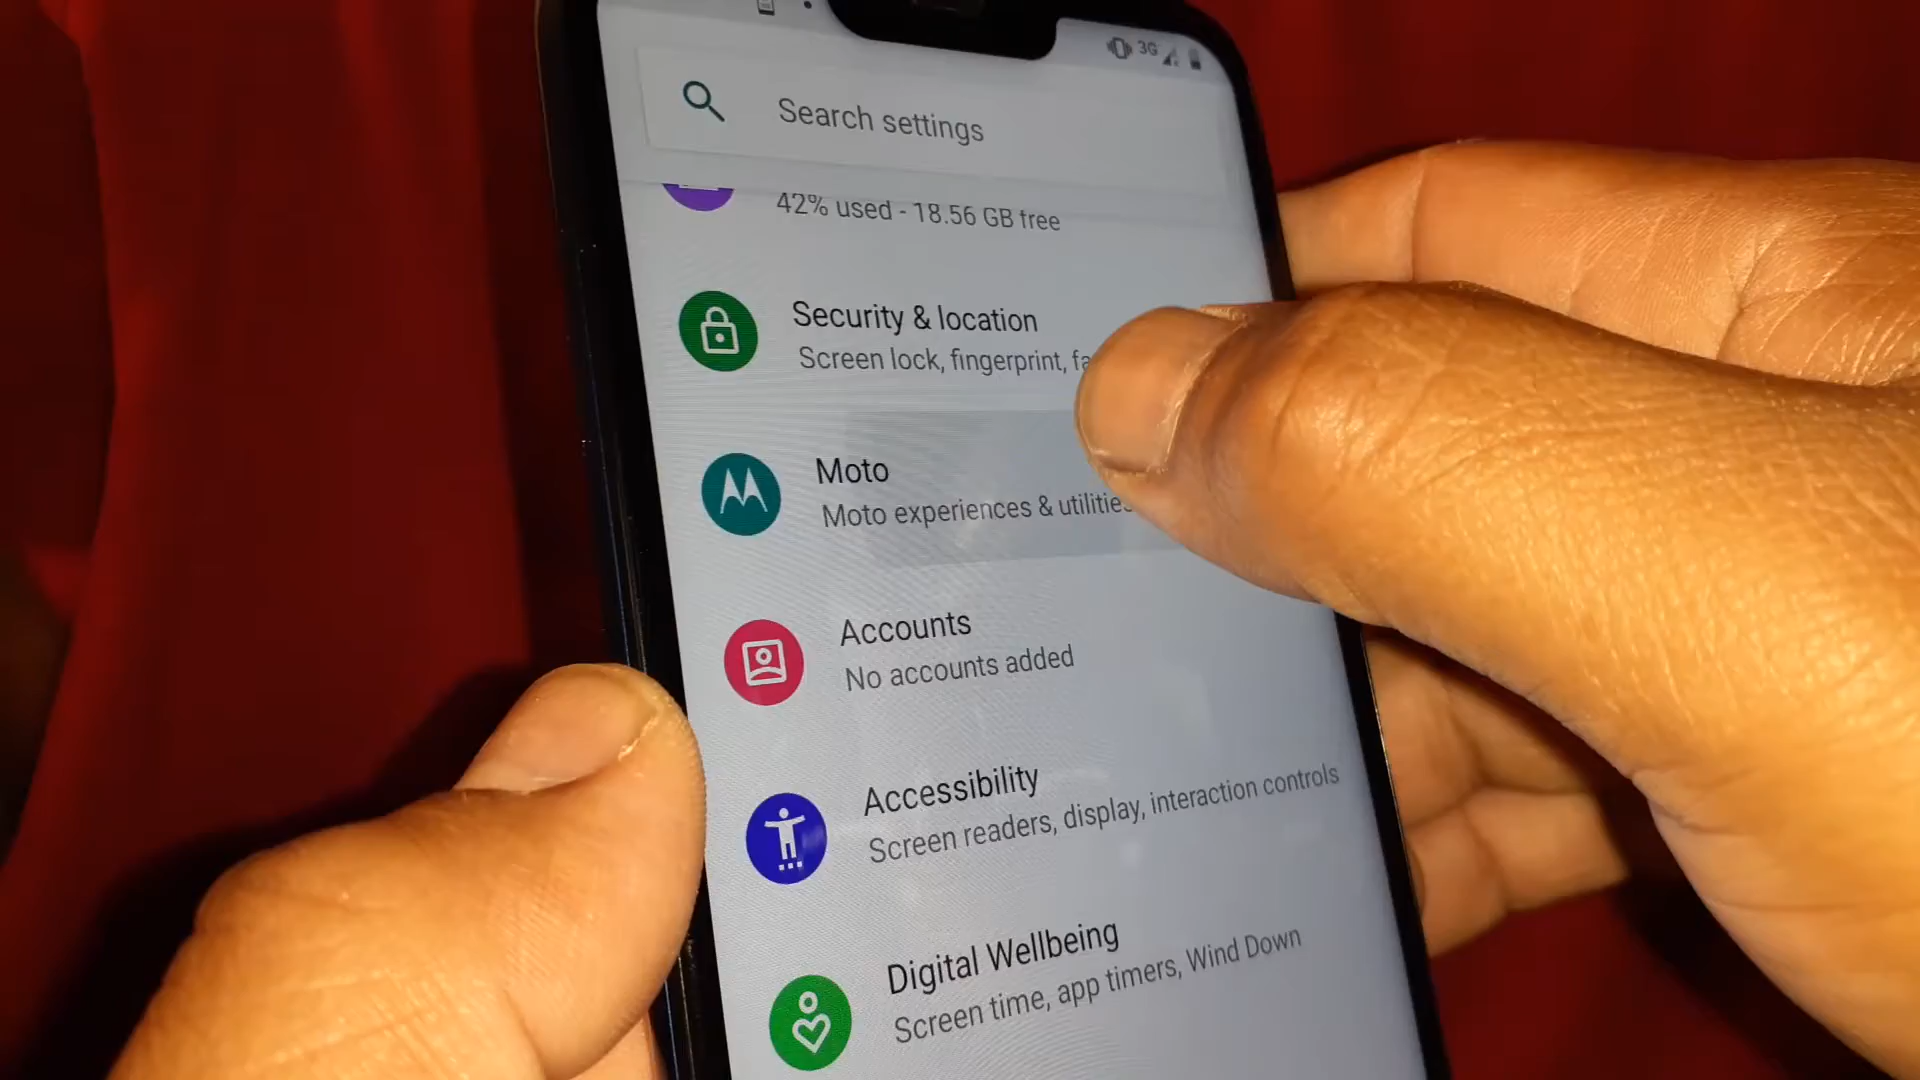 3G
Search settings
42% used - 18.56 GB free
Security & location
Screen lock, fingerprint,
Moto
Moto experiences & utilities
Accounts
No accounts added
Accessibility
Screen readers, display, interaction controls
Digital Wellbeing
Screen time, app timers, Wind Down